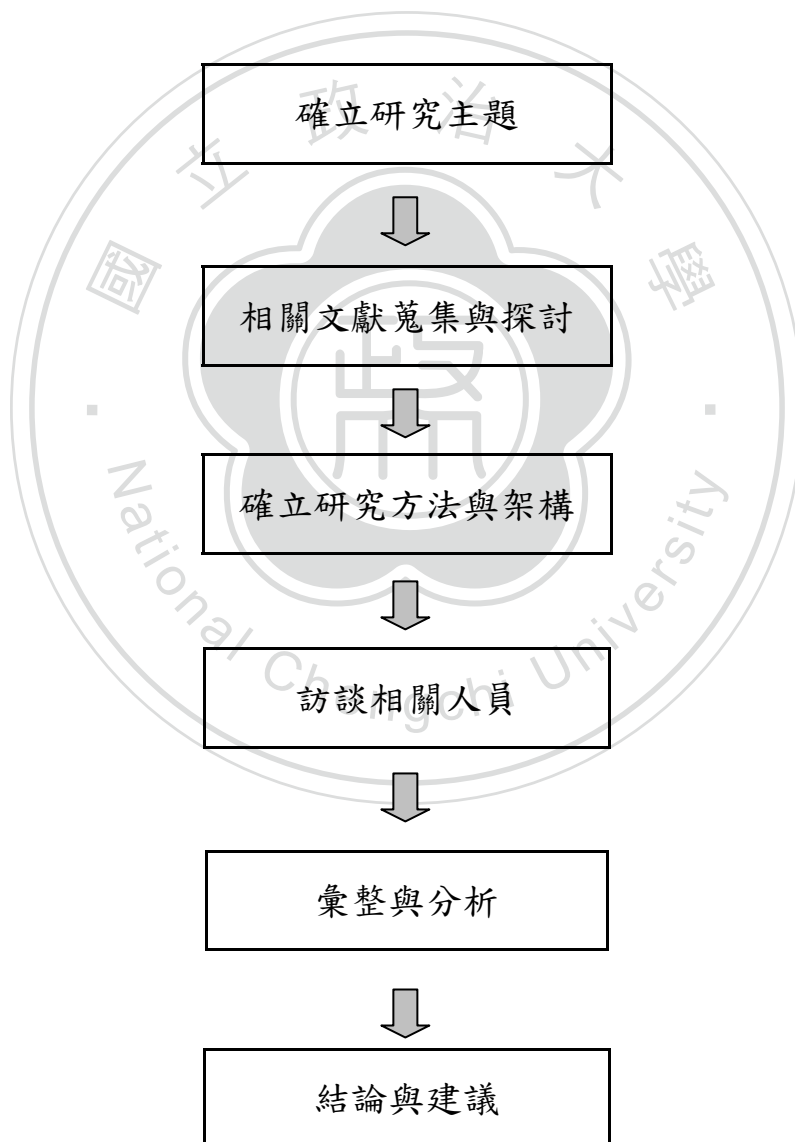 確立研究主題
相關文獻蒐集與探討
確立研究方法與架構
訪談相關人員
彙整與分析
結論與建議
國立政治大學
National Chengchi University
政